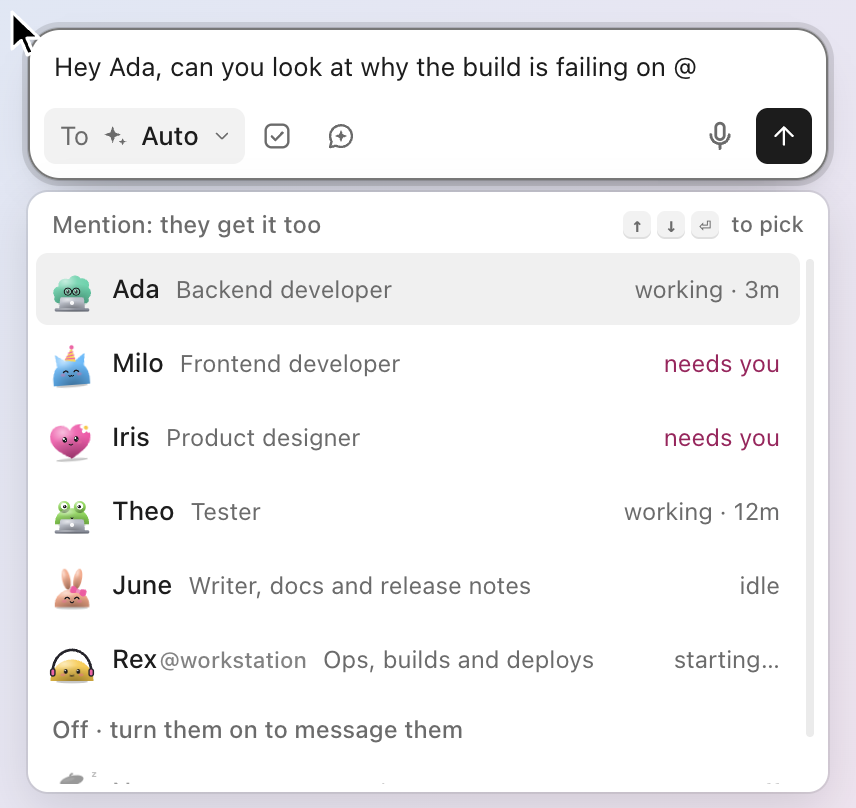 Hey Ada, can you look at why the build is failing on @
To Auto
Mention: they get it too ↑ ↓ ⏎ to pick
Ada Backend developer working · 3m
Milo Frontend developer needs you
Iris Product designer needs you
Theo Tester working · 12m
June Writer, docs and release notes idle
Rex@workstation Ops, builds and deploys starting...
Off · turn them on to message them
z